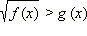 √f(x) > g(x)